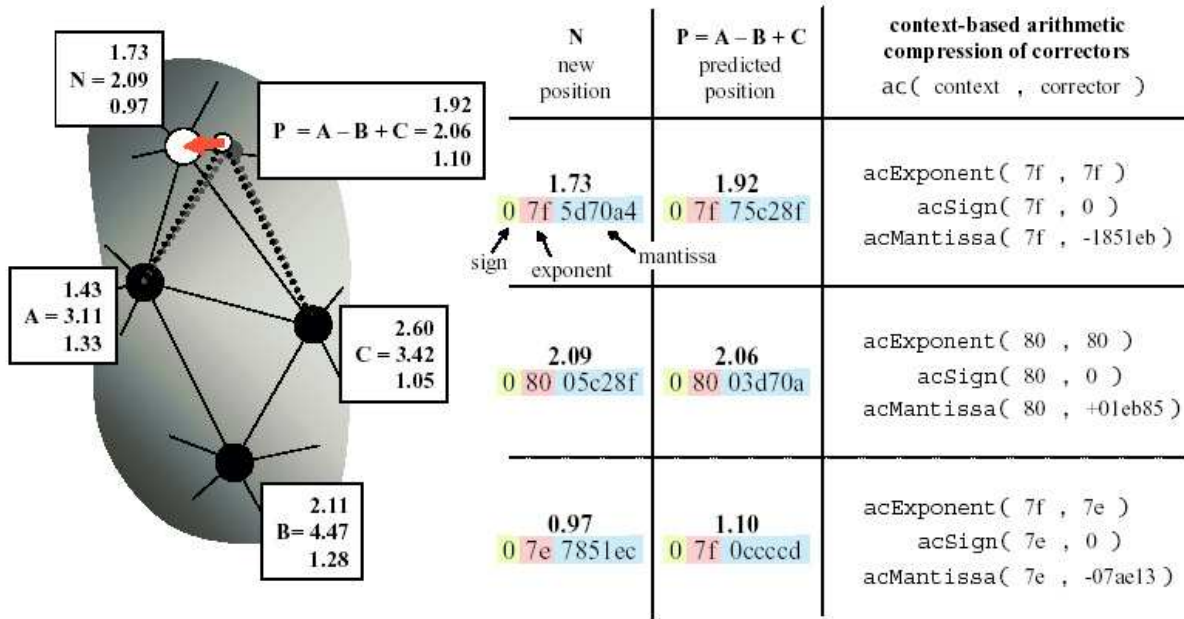 1.73
N = 2.09
0.97
1.92
P = A – B + C = 2.06
1.10
1.43
A = 3.11
1.33
2.60
C = 3.42
1.05
2.11
B= 4.47
1.28
N
new
position
P = A – B + C
predicted
position
context-based arithmetic
compression of correctors
ac( context , corrector )
1.73
0 7f 5d70a4
sign
exponent
mantissa
1.92
0 7f 75c28f
acExponent( 7f , 7f )
acSign( 7f , 0 )
acMantissa( 7f , -1851eb )
2.09
0 80 05c28f
2.06
0 80 03d70a
acExponent( 80 , 80 )
acSign( 80 , 0 )
acMantissa( 80 , +01eb85)
0.97
0 7e 7851ec
1.10
0 7f 0ccccd
acExponent( 7f , 7e )
acSign( 7e , 0 )
acMantissa( 7e , -07ae13 )